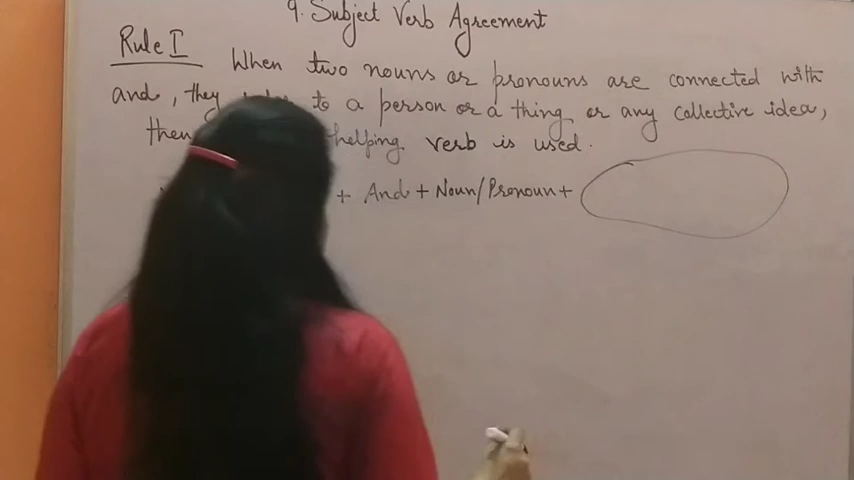 9. Subject Verb Agreement
Rule I
When two nouns or pronouns are connected with
and, they to a person or a thing or any collective idea,
then helping verb is used.
+ And + Noun/Pronoun +